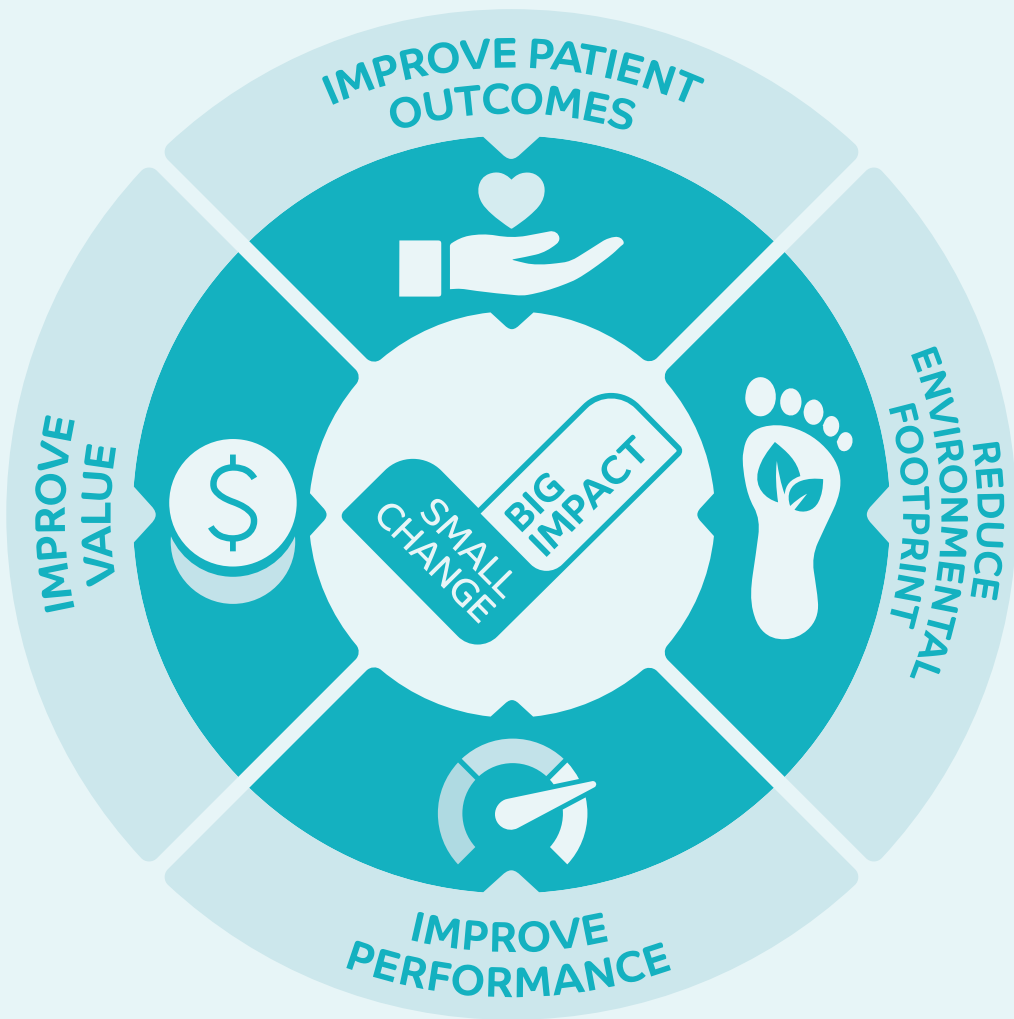 IMPROVE PATIENT
OUTCOMES
IMPROVE
VALUE
$
SMALL
CHANGE
BIG
IMPACT
REDUCE
ENVIRONMENTAL
FOOTPRINT
IMPROVE
PERFORMANCE